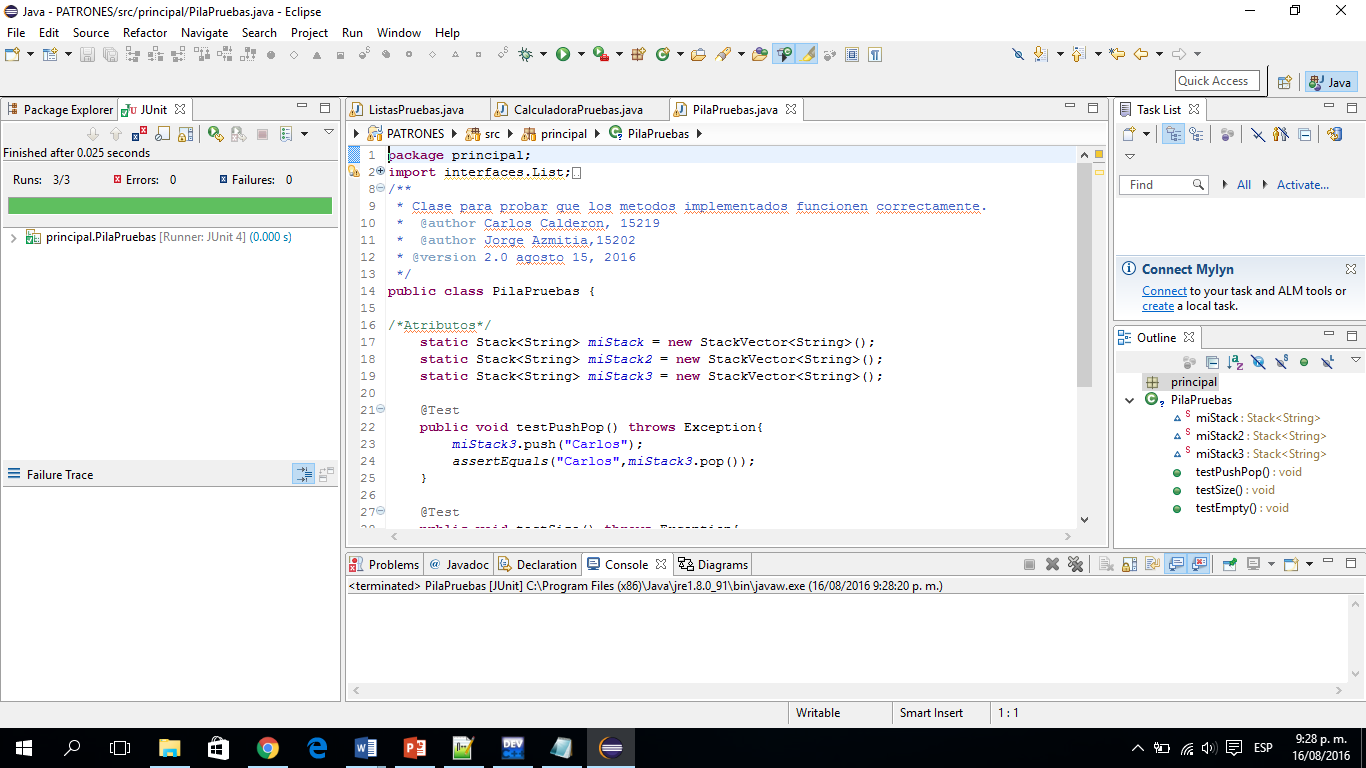 Java - PATRONES/src/principal/PilaPruebas.java - Eclipse
File Edit Source Refactor Navigate Search Project Run Window Help
Quick Access
Java
Package Explorer
JUnit
Finished after 0.025 seconds
Runs: 3/3
Errors: 0
Failures: 0
principal.PilaPruebas [Runner: JUnit 4] (0.000 s)
Failure Trace
ListasPruebas.java
CalculadoraPruebas.java
PilaPruebas.java
PATRONES
src
principal
PilaPruebas
1 package principal;
2 import interfaces.List;
8 /**
9 * Clase para probar que los metodos implementados funcionen correctamente.
10 * @author Carlos Calderon, 15219
11 * @author Jorge Azmitia,15202
12 * @version 2.0 agosto 15, 2016
13 */
14 public class PilaPruebas {
15
16 /*Atributos*/
17 static Stack<String> miStack = new StackVector<String>();
18 static Stack<String> miStack2 = new StackVector<String>();
19 static Stack<String> miStack3 = new StackVector<String>();
20
21 @Test
22 public void testPushPop() throws Exception{
23 miStack3.push("Carlos");
24 assertEquals("Carlos",miStack3.pop());
25 }
26
27 @Test
28 public void testSize() throws Exception{
Task List
Find
All
Activate...
Connect Mylyn
Connect to your task and ALM tools or
create a local task.
Outline
principal
PilaPruebas
miStack : Stack<String>
miStack2 : Stack<String>
miStack3 : Stack<String>
testPushPop() : void
testSize() : void
testEmpty() : void
Problems
@ Javadoc
Declaration
Console
Diagrams
<terminated> PilaPruebas [JUnit] C:\Program Files (x86)\Java\jre1.8.0_91\bin\javaw.exe (16/08/2016 9:28:20 p. m.)
Writable
Smart Insert
1 : 1
DEV
ESP
9:28 p. m.
16/08/2016